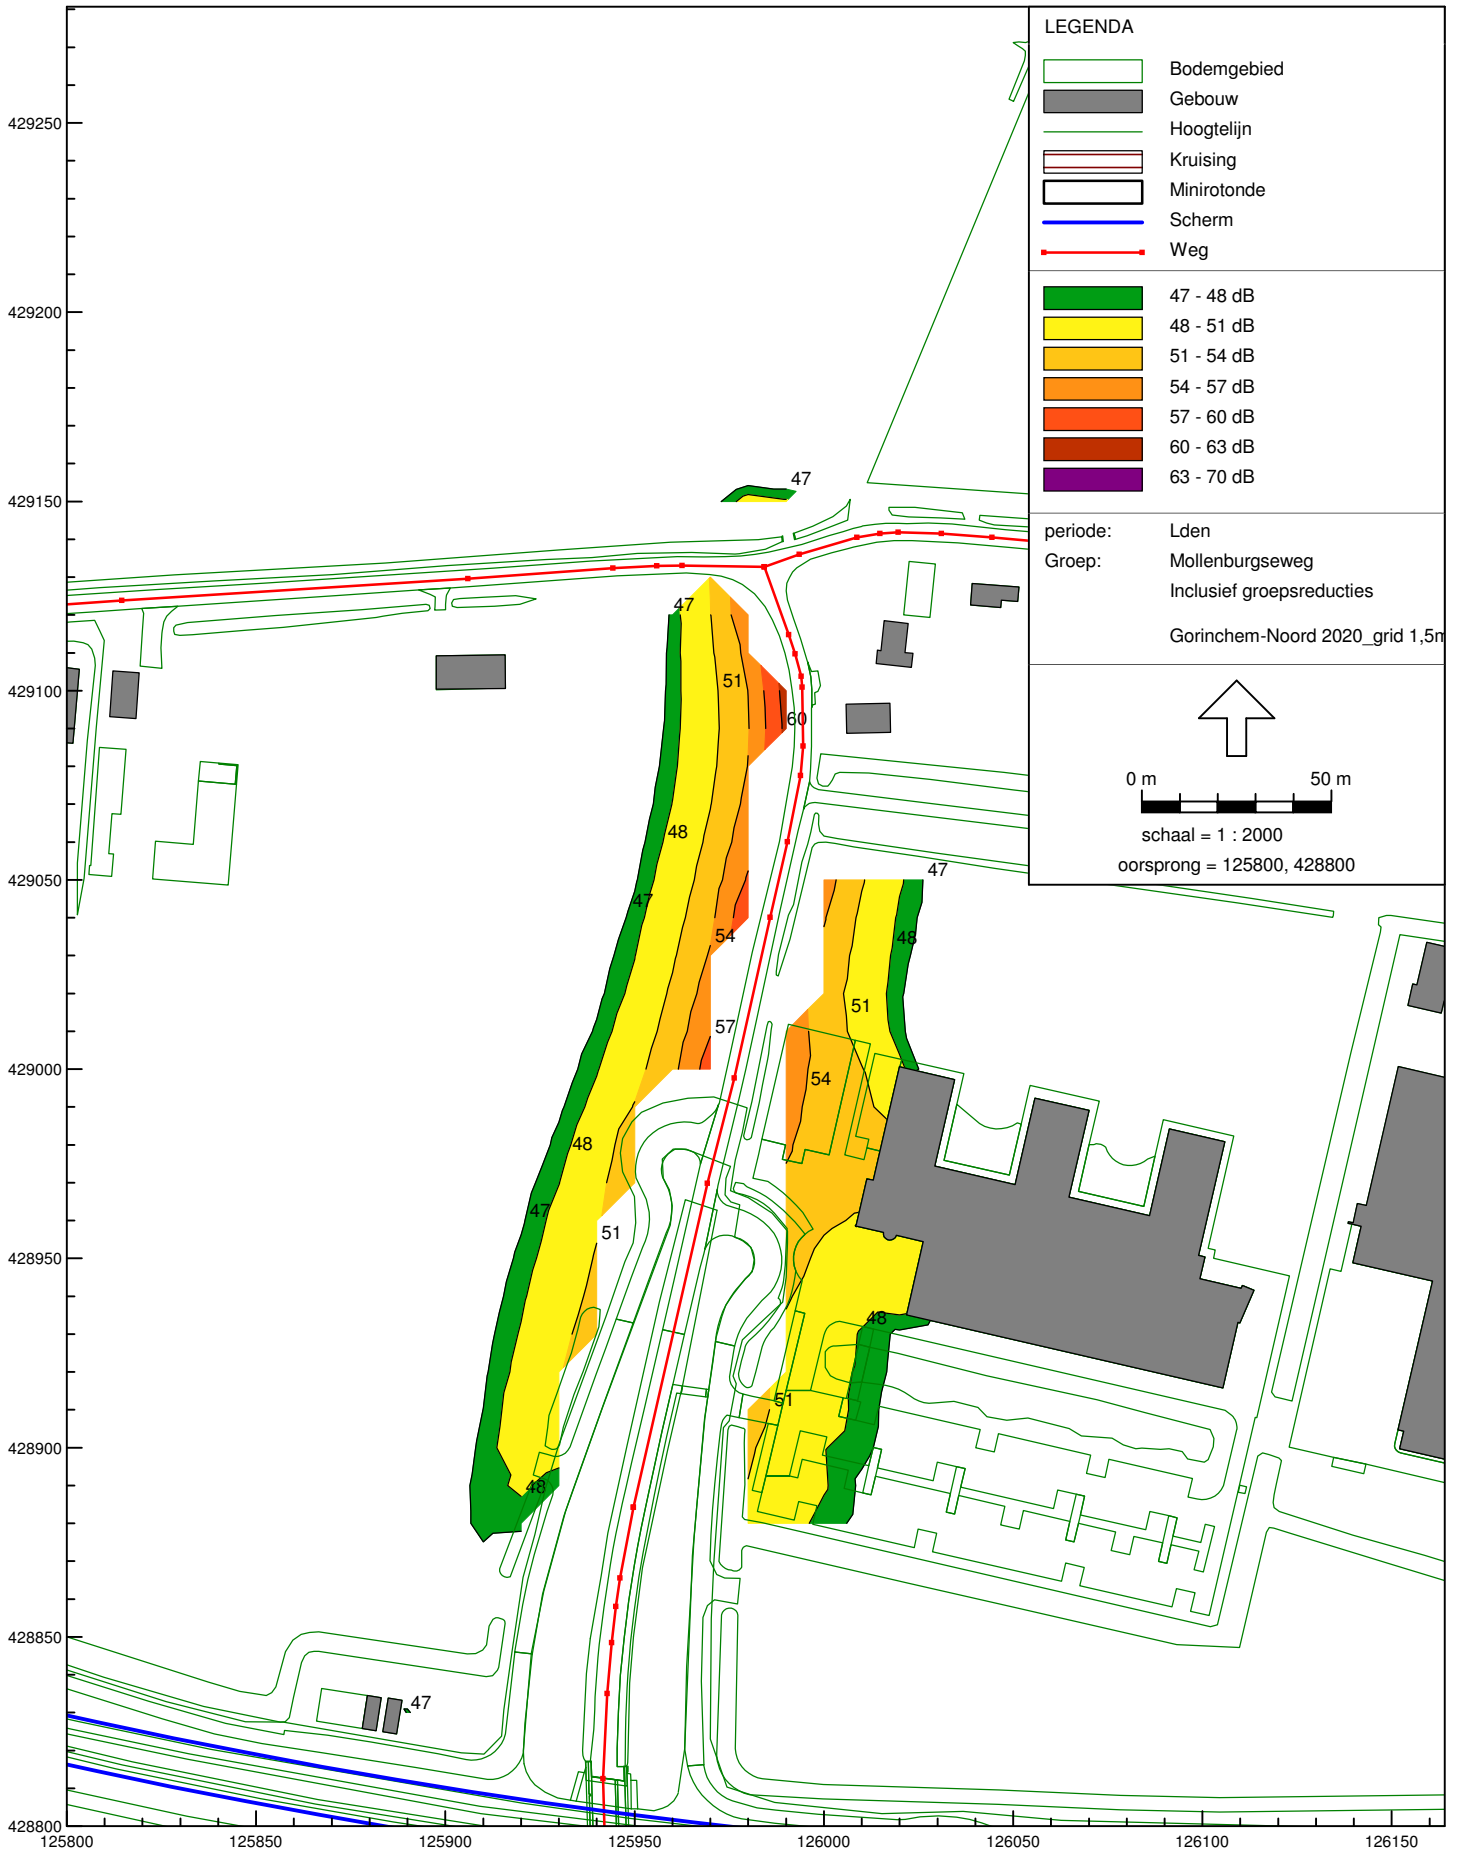 LEGENDA
Bodemgebied
Gebouw
Hoogtelijn
Kruising
Minirotonde
Scherm
Weg
47 - 48 dB
48 - 51 dB
51 - 54 dB
54 - 57 dB
57 - 60 dB
60 - 63 dB
63 - 70 dB
periode: Lden
Groep: Mollenburgseweg
Inclusief groepsreducties
Gorinchem-Noord 2020_grid 1,5m
0 m 50 m
schaal = 1 : 2000
oorsprong = 125800, 428800
429250
429200
429150
429100
429050
429000
428950
428900
428850
428800
47
47
51
60
48
47
47
48
54
51
57
54
48
47
51
48
51
48
47
125800 125850 125900 125950 126000 126050 126100 126150